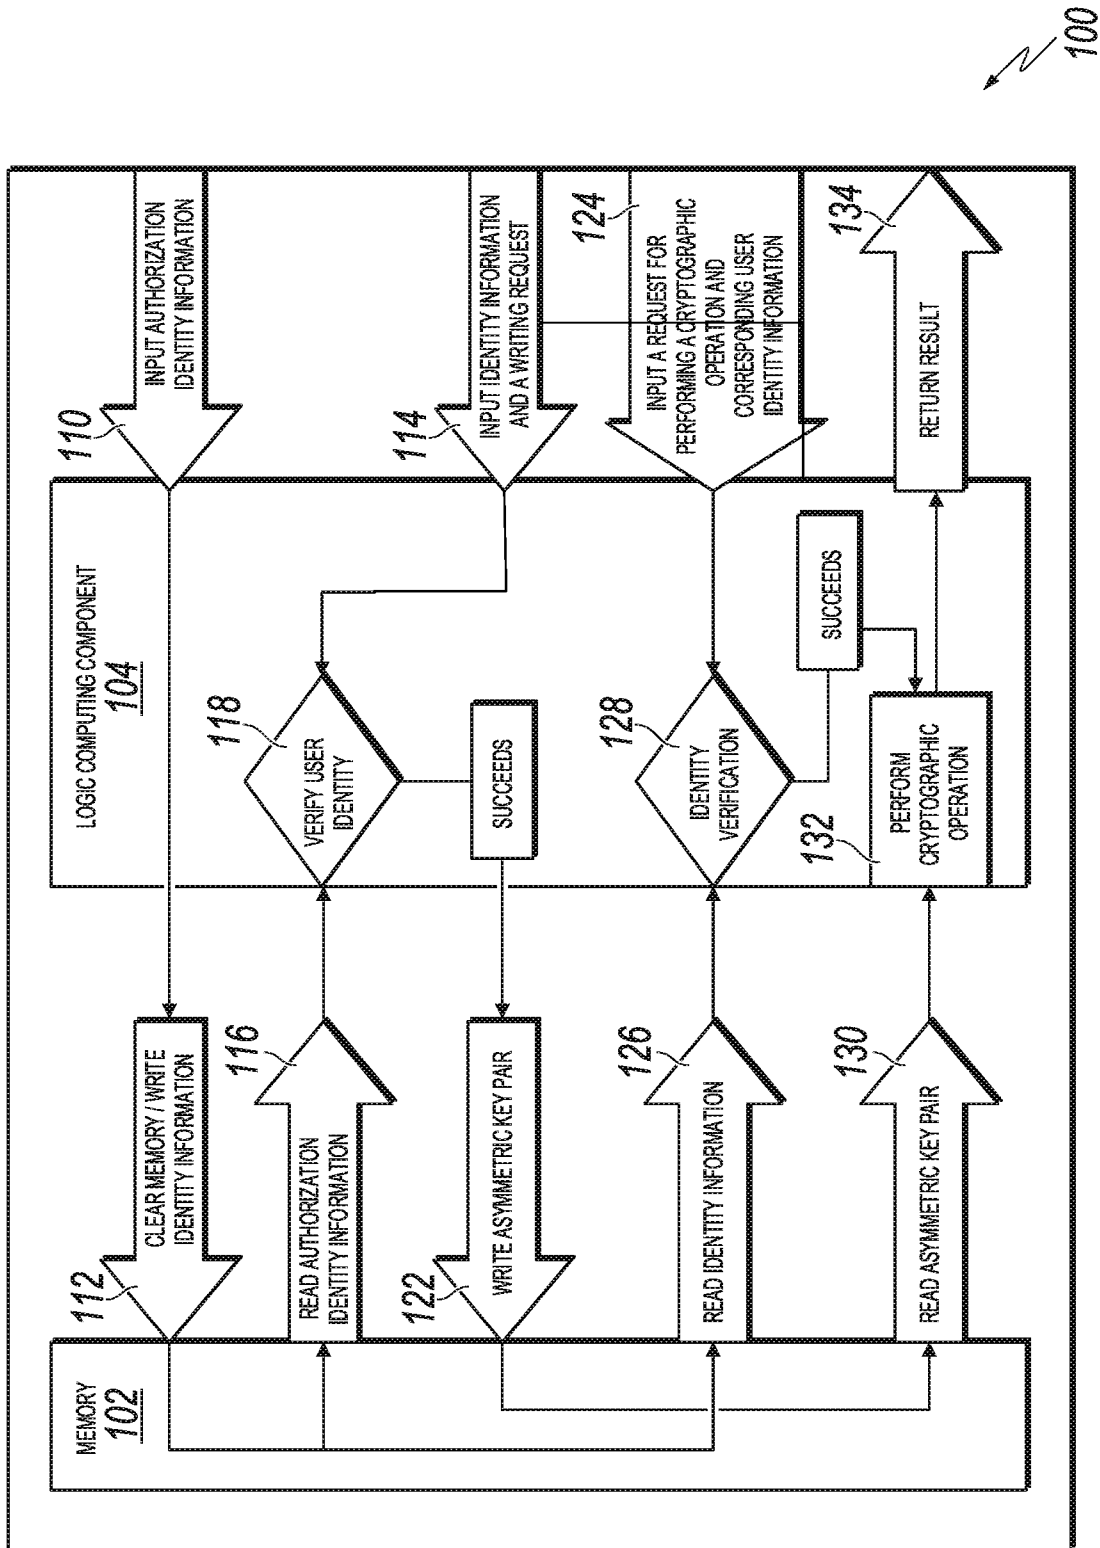 100
MEMORY
102
LOGIC COMPUTING COMPONENT
104
112
CLEAR MEMORY / WRITE
IDENTITY INFORMATION
110
INPUT AUTHORIZATION
IDENTITY INFORMATION
READ AUTHORIZATION
IDENTITY INFORMATION
116
118
VERIFY USER
IDENTITY
122
WRITE ASYMMETRIC KEY PAIR
SUCCEEDS
114
INPUT IDENTITY INFORMATION
AND A WRITING REQUEST
READ IDENTITY INFORMATION
126
128
IDENTITY
VERIFICATION
124
INPUT A REQUEST FOR
PERFORMING A CRYPTOGRAPHIC
OPERATION AND
CORRESPONDING USER
IDENTITY INFORMATION
SUCCEEDS
READ ASYMMETRIC KEY PAIR
130
132
PERFORM
CRYPTOGRAPHIC
OPERATION
RETURN RESULT
134